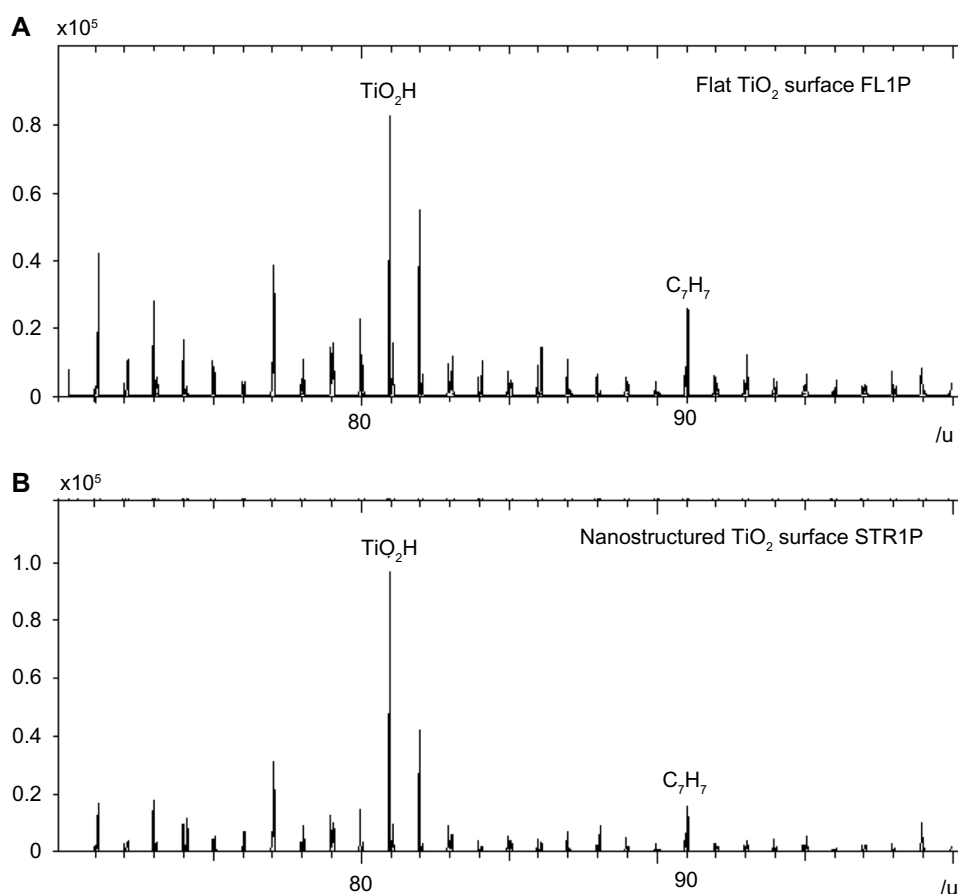 A
x10⁵
Flat TiO₂ surface FL1P
TiO₂H
0.8
0.6
0.4
C₇H₇
0.2
0
80
90
/u
B
x10⁵
Nanostructured TiO₂ surface STR1P
TiO₂H
1.0
0.8
0.6
0.4
C₇H₇
0.2
0
80
90
/u